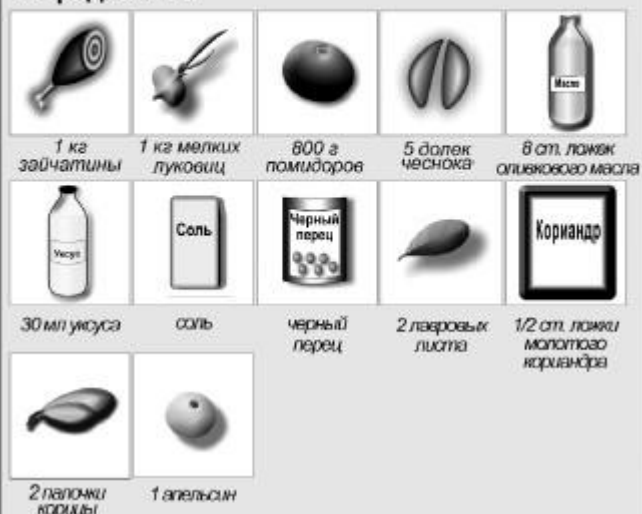 Масло
1 кг
зайчатины
1 кг мелких
луковиц
800 г
помидоров
5 долек
чеснока
8 ст. ложек
оливкового масла
Уксус
Соль
Черный
перец
Кориандр
30 мл уксуса
соль
черный
перец
2 лавровых
листа
1/2 ст. ложки
молотого
кориандра
2 палочки
корицы
1 апельсин